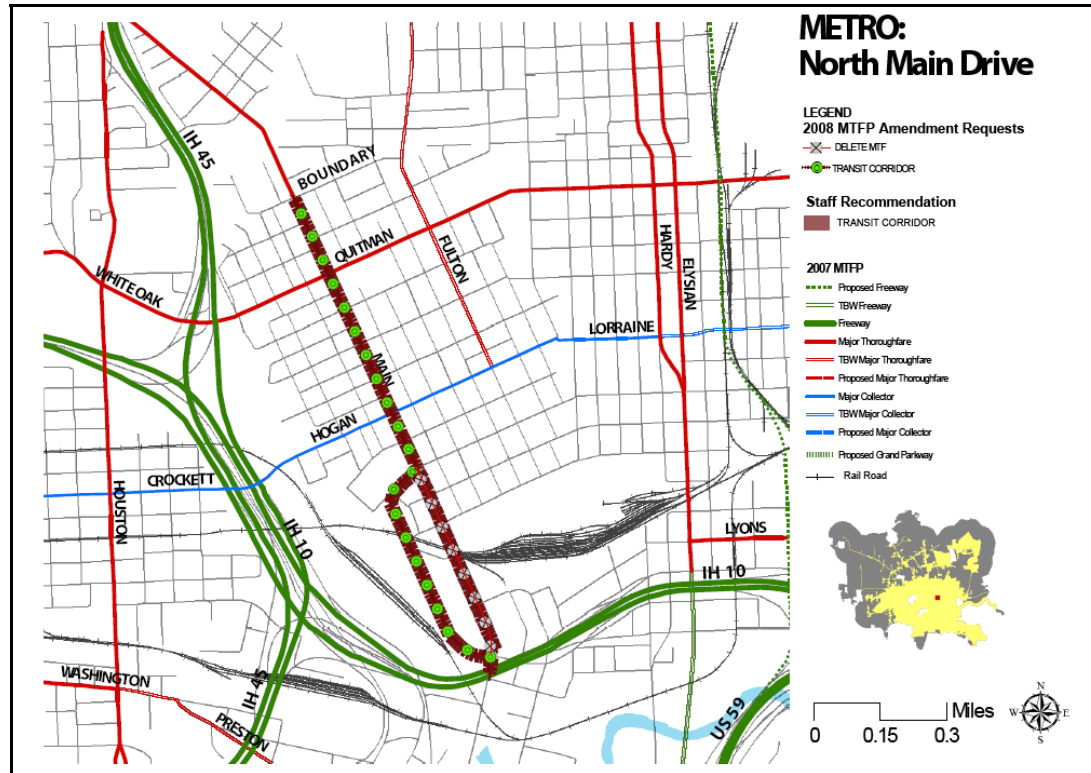 METRO:
North Main Drive
LEGEND
2008 MTFP Amendment Requests
DELETE MTF
TRANSIT CORRIDOR
Staff Recommendation
TRANSIT CORRIDOR
2007 MTFP
Proposed Freeway
TBW Freeway
Freeway
Major Thoroughfare
TBW Major Thoroughfare
Proposed Major Thoroughfare
Major Collector
TBW Major Collector
Proposed Major Collector
Proposed Grand Parkway
Rail Road
N
W E
S
Miles
0 0.15 0.3
IH 45
BOUNDARY
QUITMAN
FULTON
HARDY
ELYSIAN
WHITE OAK
LORRAINE
MAIN
HOGAN
CROCKETT
HOUSTON
IH 10
LYONS
IH 10
WASHINGTON
IH 45
PRESTON
US 59